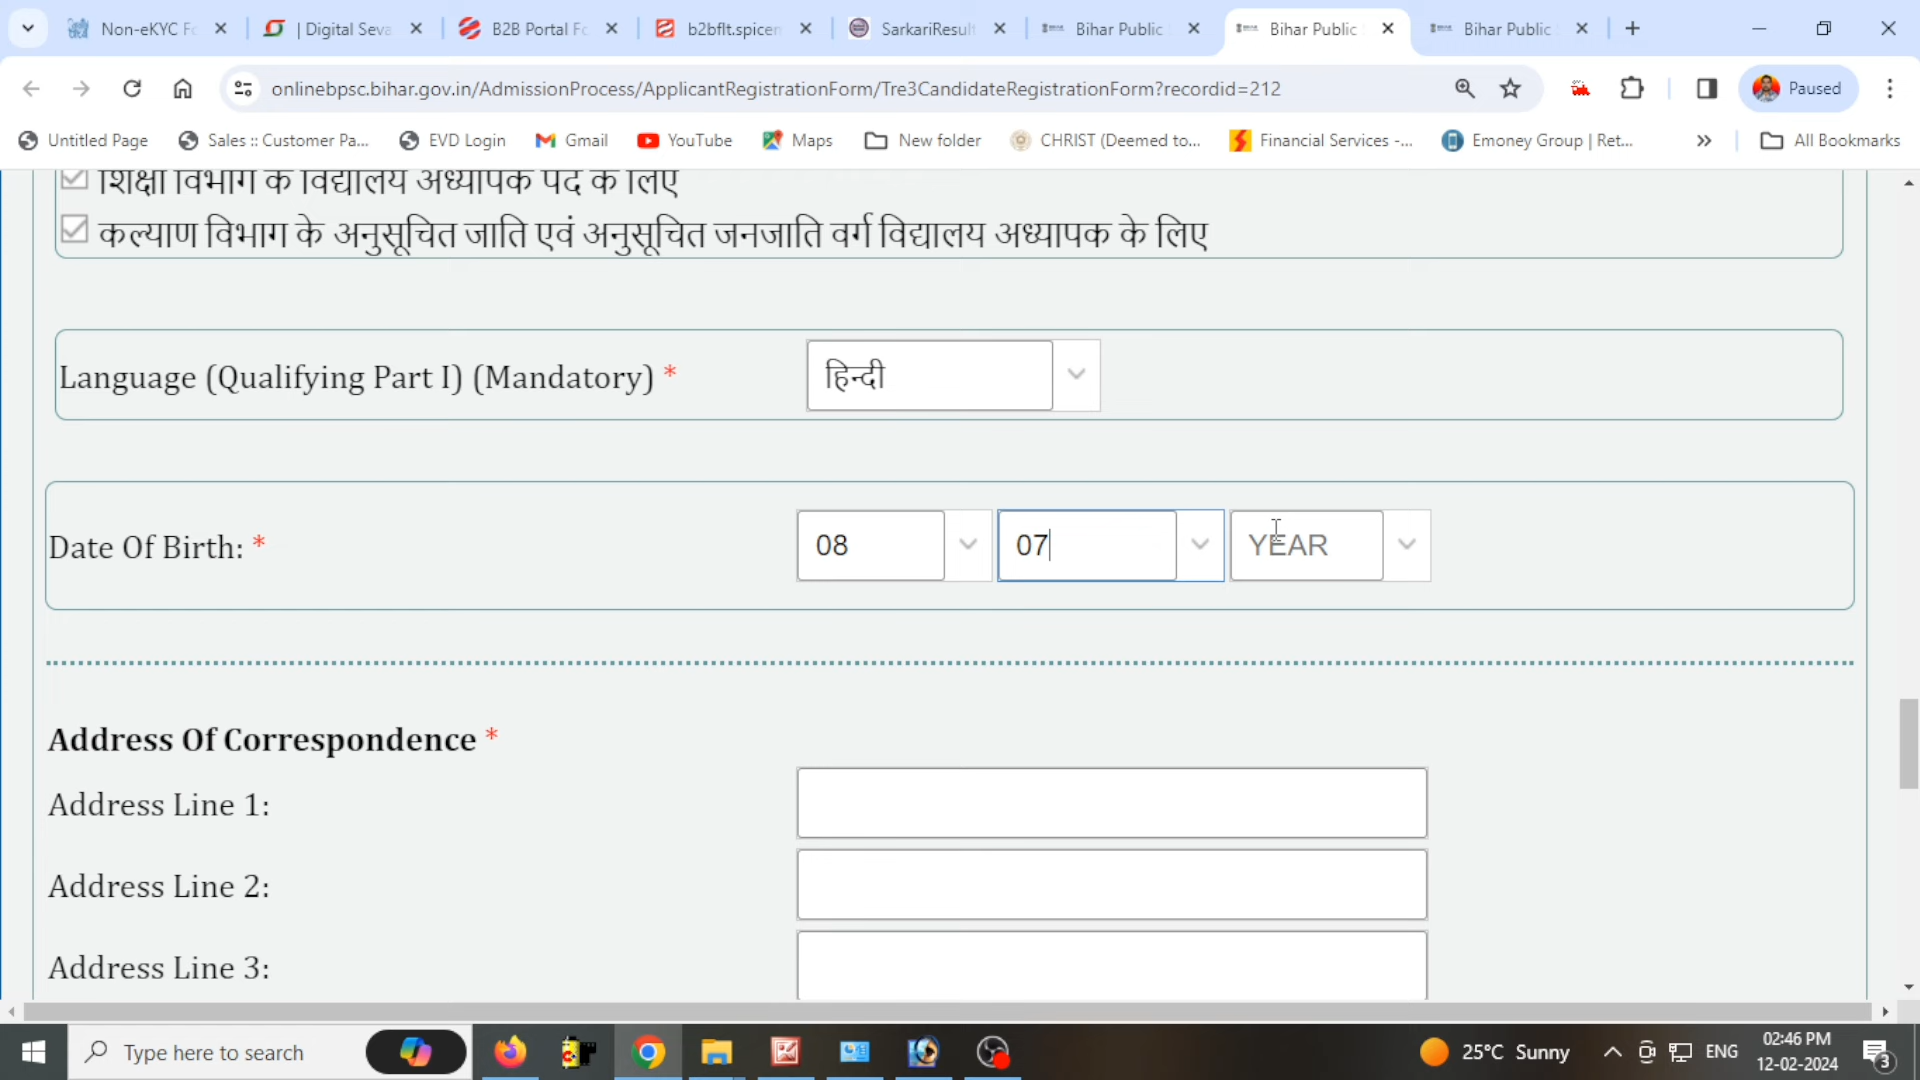 Non-eKYC Fo
| Digital Seva
B2B Portal Fo
b2bflt.spicem
SarkariResult
Bihar Public
Bihar Public
Bihar Public
onlinebpsc.bihar.gov.in/AdmissionProcess/ApplicantRegistrationForm/Tre3CandidateRegistrationForm?recordid=212
Paused
Untitled Page
Sales :: Customer Pa...
EVD Login
Gmail
YouTube
Maps
New folder
CHRIST (Deemed to...
Financial Services -...
Emoney Group | Ret...
All Bookmarks
शिक्षा विभाग के विद्यालय अध्यापक पद के लिए
कल्याण विभाग के अनुसूचित जाति एवं अनुसूचित जनजाति वर्ग विद्यालय अध्यापक के लिए
Language (Qualifying Part I) (Mandatory) *
हिन्दी
Date Of Birth: *
08
07
YEAR
Address Of Correspondence *
Address Line 1:
Address Line 2:
Address Line 3:
Type here to search
25°C Sunny
ENG
02:46 PM
12-02-2024
3